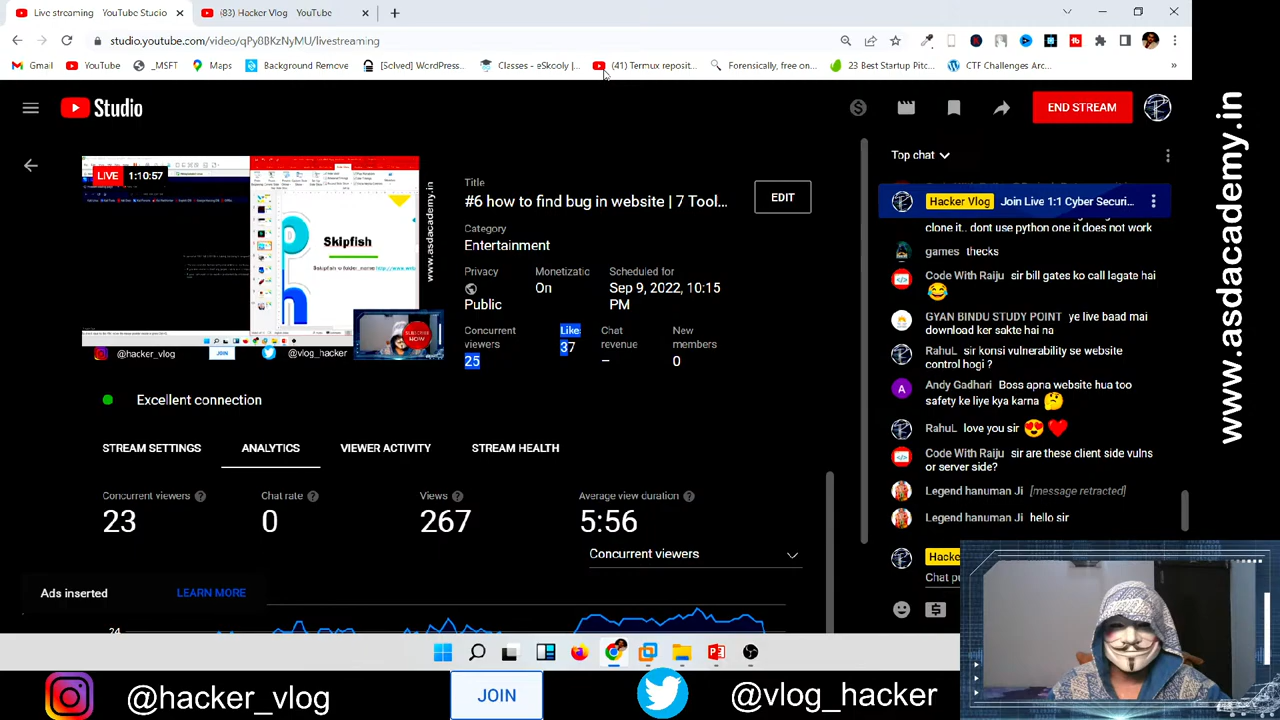 Live streaming - YouTube Studio
(83) Hacker Vlog - YouTube
studio.youtube.com/video/qPy8BKzNyMU/livestreaming
Gmail
YouTube
_MSFT
Maps
Background Remove
[Solved] WordPress...
Classes - eSkooly |...
(41) Termux reposit...
Forensically, free on...
23 Best Startup Pitc...
CTF Challenges Arc...
Studio
END STREAM
LIVE 1:10:57
Skipfish
www.asdacademy.in
SUBSCRIBE NOW
@hacker_vlog
JOIN
@vlog_hacker
Title
#6 how to find bug in website | 7 Tool...
EDIT
Category
Entertainment
Privacy
Public
On
Sep 9, 2022, 10:15 PM
Concurrent viewers
25
Like
37
Chat revenue
–
New members
0
Excellent connection
STREAM SETTINGS
ANALYTICS
VIEWER ACTIVITY
STREAM HEALTH
Concurrent viewers
23
Chat rate
0
Views
267
Average view duration
5:56
Concurrent viewers
Ads inserted
LEARN MORE
24
Top chat
Hacker Vlog Join Live 1:1 Cyber Securi...
clone it.. dont use python one it does not work
games thenks
Code With Raiju sir bill gates ko call lagate hai
😂
GYAN BINDU STUDY POINT ye live baad mai
download ker sakte hai na
RahuL sir konsi vulnerability se website
control hogi ?
A Andy Gadhari Boss apna website hua too
safety ke liye kya karna 🤔
RahuL love you sir 😍❤
Code With Raiju sir are these client side vulns
or server side?
Legend hanuman Ji [message retracted]
Legend hanuman Ji hello sir
www.asdacademy.in
@hacker_vlog
JOIN
@vlog_hacker